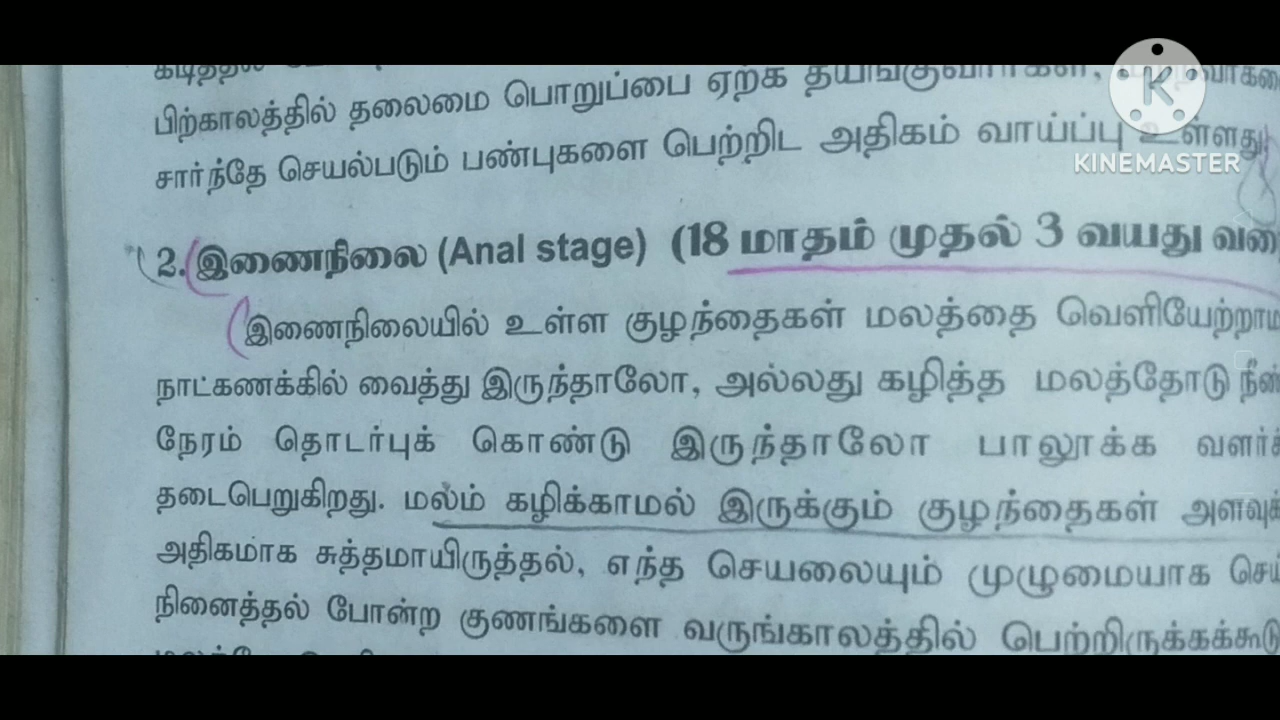 பிற்காலத்தில் தலைமை பொறுப்பை ஏற்க தயங்குவார்கள்,
சார்ந்தே செயல்படும் பண்புகளை பெற்றிட அதிகம் வாய்ப்பு உள்ளது.
2. இணைநிலை (Anal stage) (18 மாதம் முதல் 3 வயது
இணைநிலையில் உள்ள குழந்தைகள் மலத்தை
நாட்கணக்கில் வைத்து இருந்தாலோ, அல்லது கழித்த மலத்தோடு
நேரம் தொடர்புக் கொண்டு இருந்தாலோ பாலூக்க
தடைபெறுகிறது. மலம் கழிக்காமல் இருக்கும் குழந்தைகள்
அதிகமாக சுத்தமாயிருத்தல், எந்த செயலையும் முழுமையாக
நினைத்தல் போன்ற குணங்களை வருங்காலத்தில்
KINEMASTER